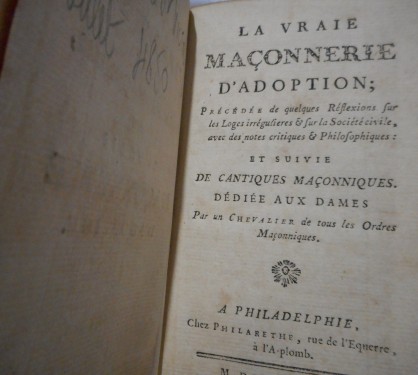 LA VRAIE
MAÇONNERIE
D'ADOPTION;
PRÉCÉDÉE de quelques Réflexions sur
les Loges irrégulieres & sur la Société civile,
avec des notes critiques & Philosophiques:
ET SUIVIE
DE CANTIQUES MAÇONNIQUES.
DÉDIÉE AUX DAMES
Par un CHEVALIER de tous les Ordres
Maçonniques.
A PHILADELPHIE,
Chez PHILARETHE, rue de l'Equerre,
à l'A-plomb.